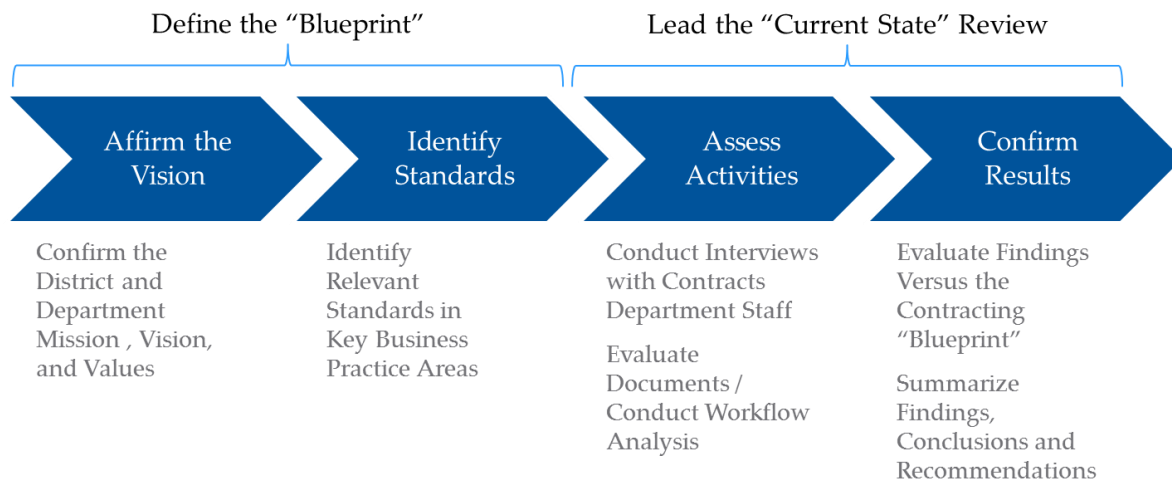 Define the “Blueprint”
Lead the “Current State” Review
Affirm the
Vision
Identify
Standards
Assess
Activities
Confirm
Results
Confirm the
District and
Department
Mission , Vision,
and Values
Identify
Relevant
Standards in
Key Business
Practice Areas
Conduct Interviews
with Contracts
Department Staff
Evaluate
Documents /
Conduct Workflow
Analysis
Evaluate Findings
Versus the
Contracting
“Blueprint”
Summarize
Findings,
Conclusions and
Recommendations